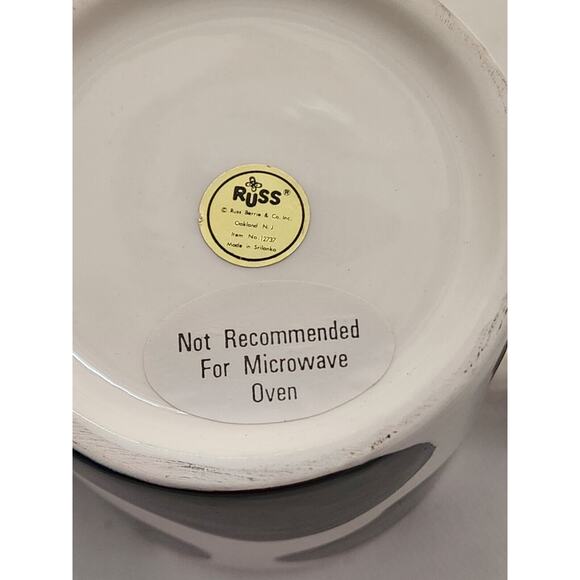 RUSS®
© Russ Berrie & Co. Inc.
Oakland N. J.
Item No. 12737
Made in Srilanka
Not Recommended
For Microwave
Oven